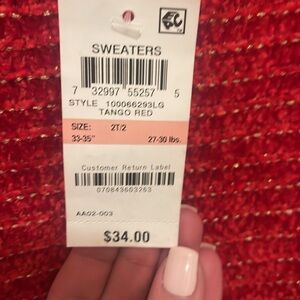 SWEATERS
7 32997 55257 5
STYLE 100066293LG
TANGO RED
SIZE: 2T/2
33-35" 27-30 lbs.
Customer Return Label
070843603263
AA02-003
$34.00